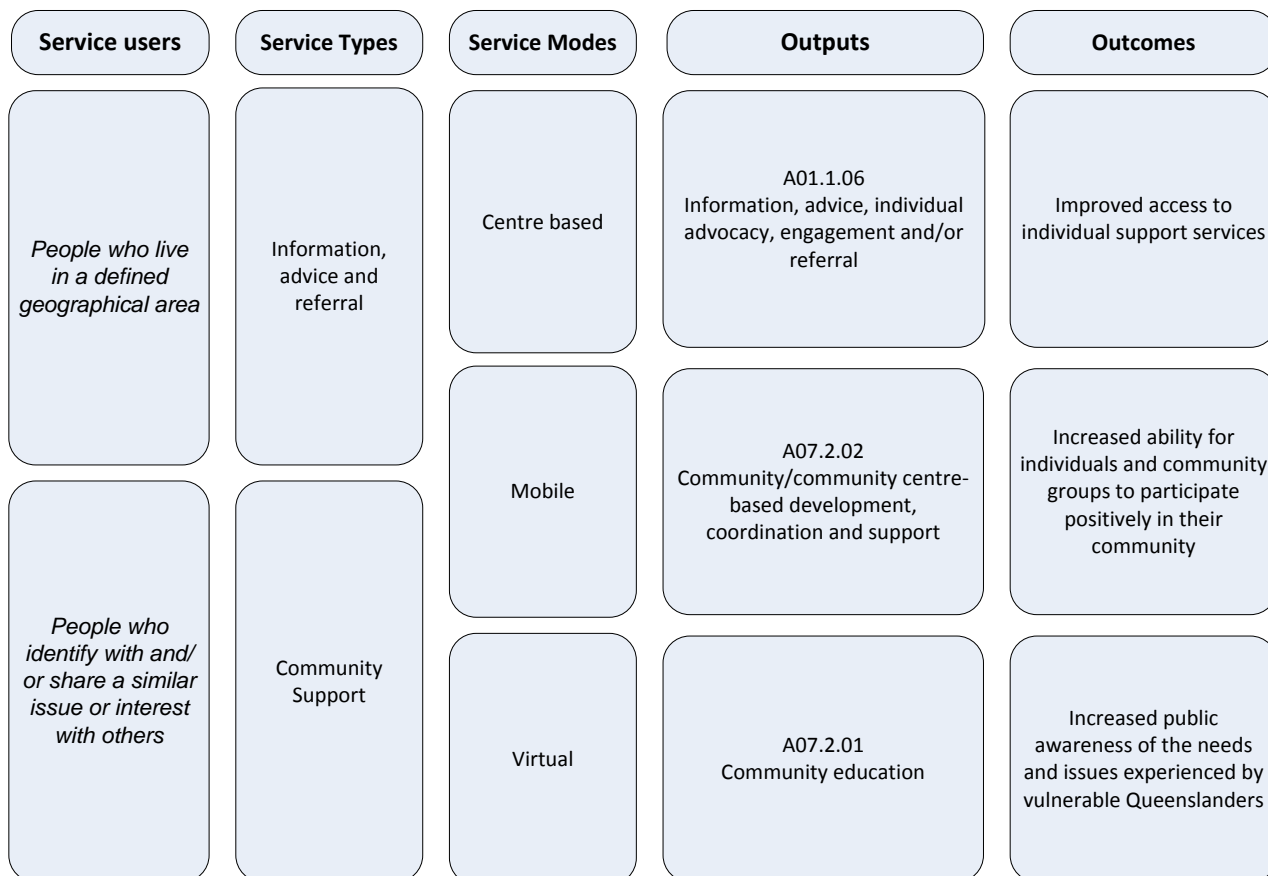 Service users
Service Types
Service Modes
Outputs
Outcomes
People who live
in a defined
geographical area
Information,
advice and
referral
Centre based
A01.1.06
Information, advice, individual
advocacy, engagement and/or
referral
Improved access to
individual support services
Mobile
A07.2.02
Community/community centre-
based development,
coordination and support
Increased ability for
individuals and community
groups to participate
positively in their
community
People who
identify with and/
or share a similar
issue or interest
with others
Community
Support
Virtual
A07.2.01
Community education
Increased public
awareness of the needs
and issues experienced by
vulnerable Queenslanders